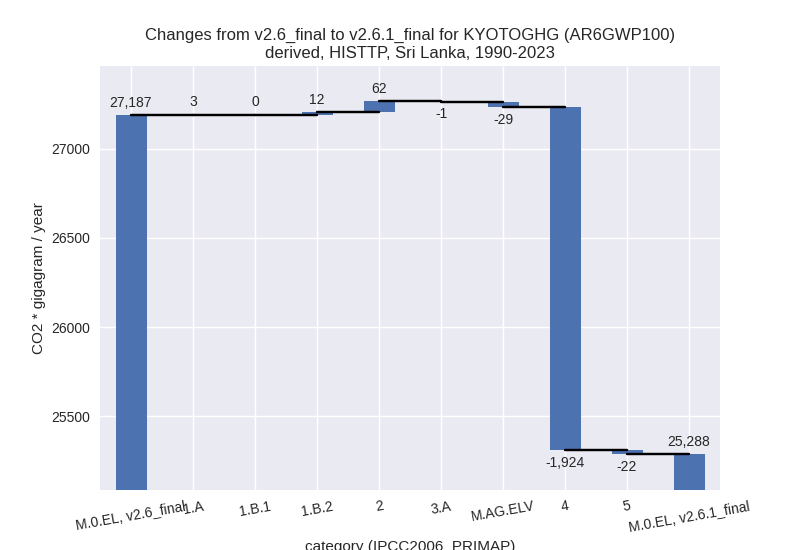 Changes from v2.6_final to v2.6.1_final for KYOTOGHG (AR6GWP100)
derived, HISTTP, Sri Lanka, 1990-2023
27,187
3
0
12
62
-1
-29
-1,924
-22
25,288
27000
26500
26000
25500
CO2 * gigagram / year
M.0.EL, v2.6_final
1.A
1.B.1
1.B.2
2
3.A
M.AG.ELV
4
5
M.0.EL, v2.6.1_final
category (IPCC2006_PRIMAP)